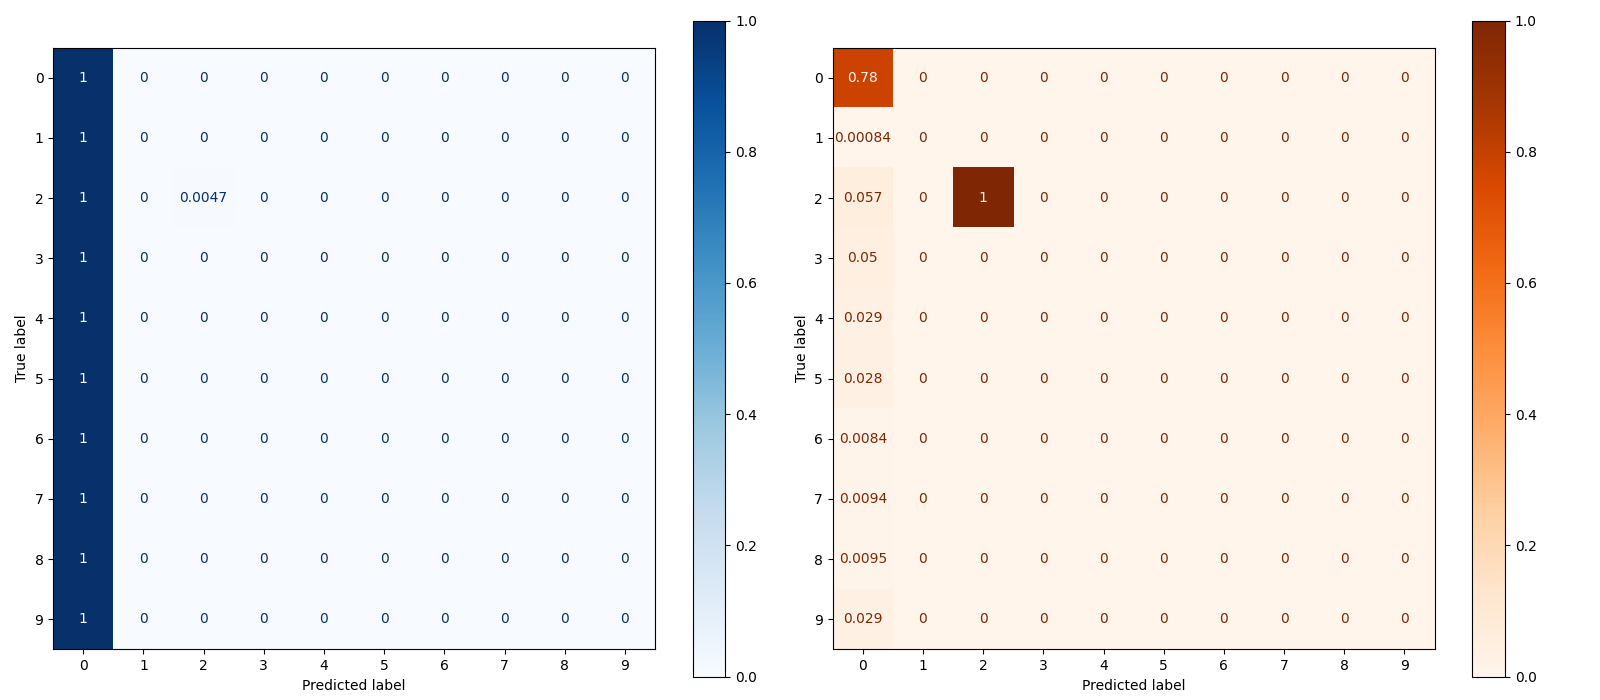 1.0
0 1 0 0 0 0 0 0 0 0 0
1 1 0 0 0 0 0 0 0 0 0
0.8
2 1 0 0.0047 0 0 0 0 0 0 0
3 1 0 0 0 0 0 0 0 0 0
0.6
4 1 0 0 0 0 0 0 0 0 0
True label
5 1 0 0 0 0 0 0 0 0 0
0.4
6 1 0 0 0 0 0 0 0 0 0
7 1 0 0 0 0 0 0 0 0 0
0.2
8 1 0 0 0 0 0 0 0 0 0
9 1 0 0 0 0 0 0 0 0 0
0.0
0 1 2 3 4 5 6 7 8 9
Predicted label
1.0
0 0.78 0 0 0 0 0 0 0 0 0
1 0.00084 0 0 0 0 0 0 0 0 0
0.8
2 0.057 0 1 0 0 0 0 0 0 0
3 0.05 0 0 0 0 0 0 0 0 0
0.6
4 0.029 0 0 0 0 0 0 0 0 0
True label
5 0.028 0 0 0 0 0 0 0 0 0
0.4
6 0.0084 0 0 0 0 0 0 0 0 0
7 0.0094 0 0 0 0 0 0 0 0 0
0.2
8 0.0095 0 0 0 0 0 0 0 0 0
9 0.029 0 0 0 0 0 0 0 0 0
0.0
0 1 2 3 4 5 6 7 8 9
Predicted label